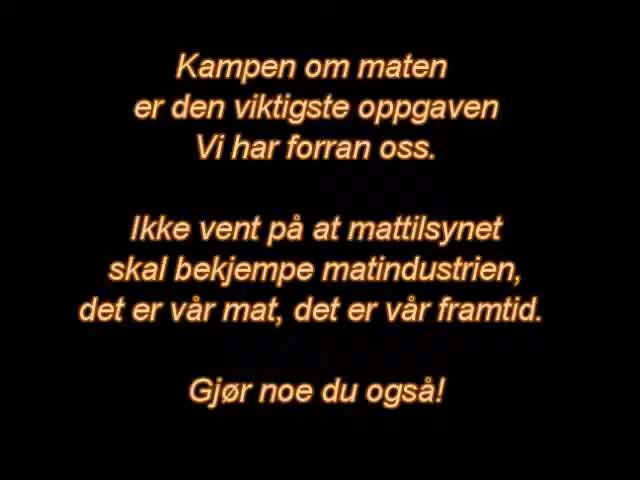 Kampen om maten
er den viktigste oppgaven
Vi har forran oss.
Ikke vent på at mattilsynet
skal bekjempe matindustrien,
det er vår mat, det er vår framtid.
Gjør noe du også!